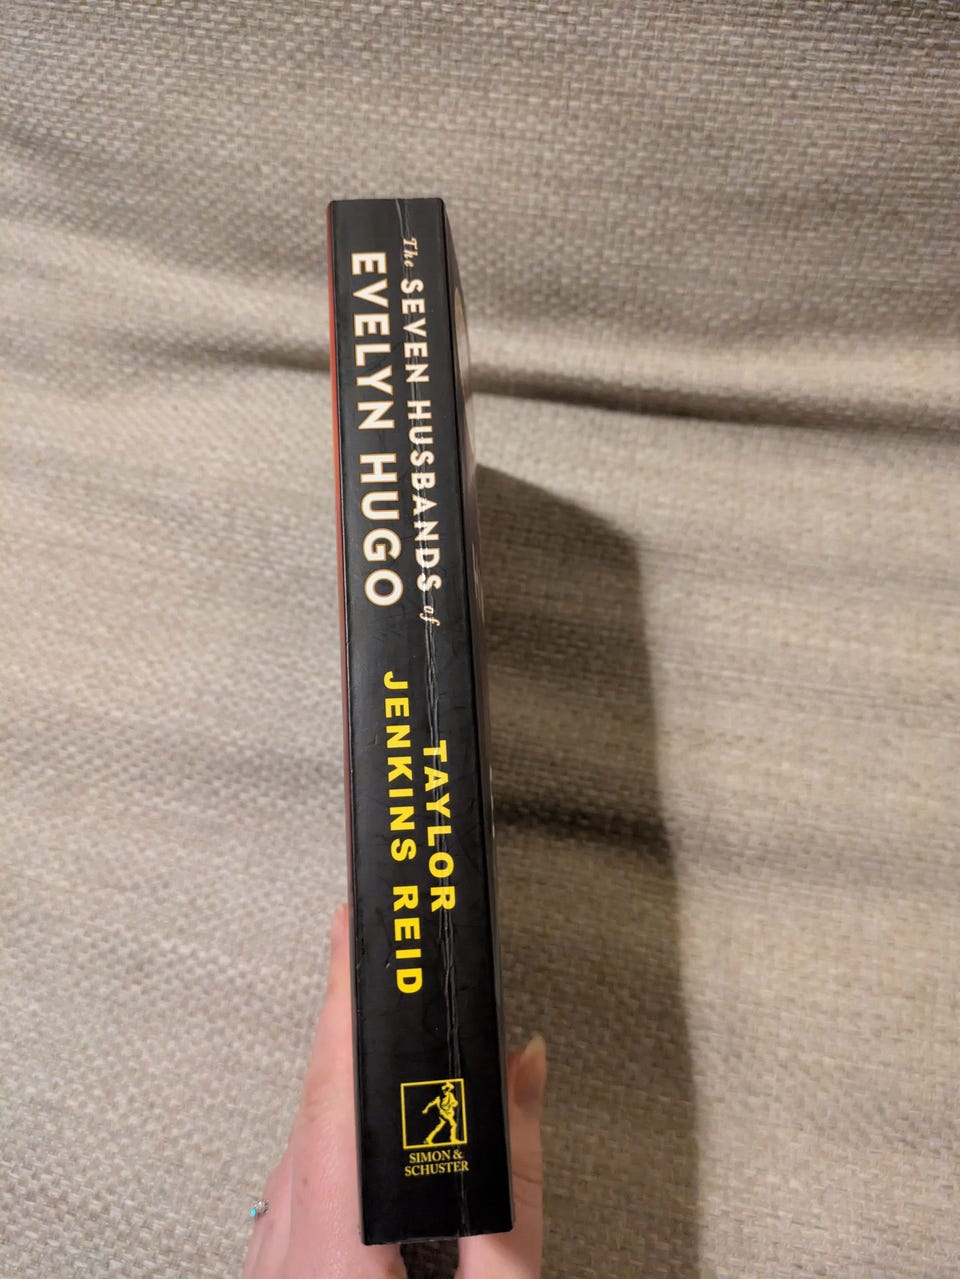 The SEVEN HUSBANDS of
EVELYN HUGO
TAYLOR
JENKINS REID
SIMON &
SCHUSTER